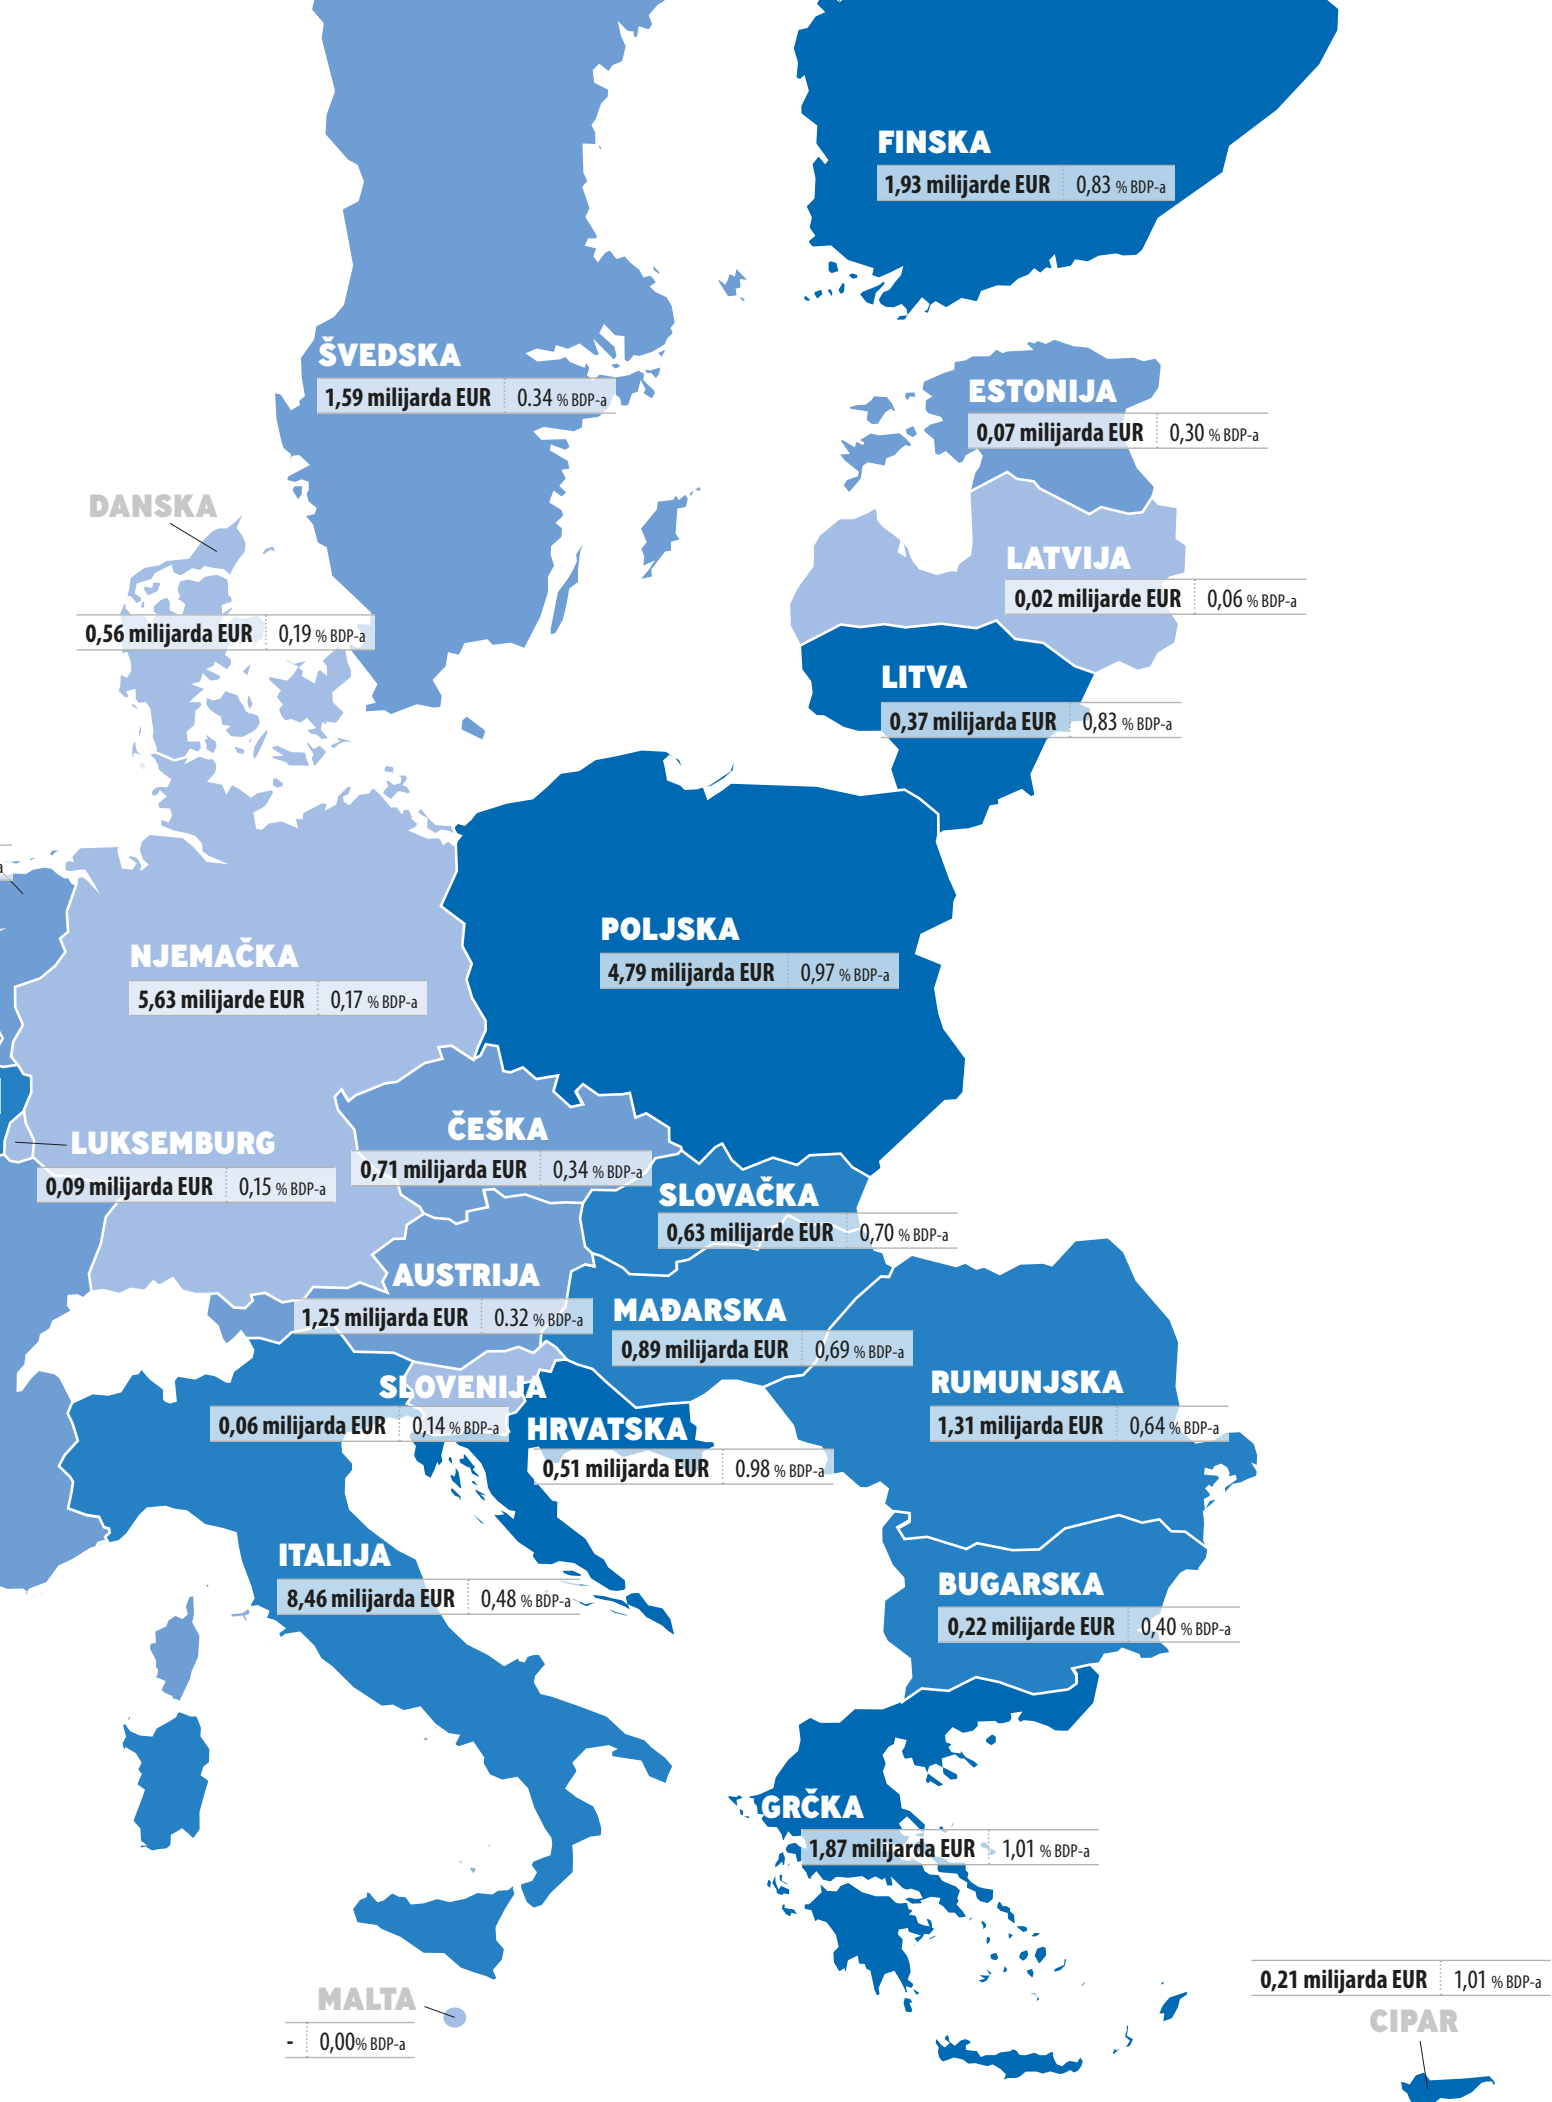 FINSKA
1,93 milijarde EUR 0,83 % BDP-a
ŠVEDSKA
1,59 milijarda EUR 0.34 % BDP-a
ESTONIJA
0,07 milijarda EUR 0,30 % BDP-a
DANSKA
0,56 milijarda EUR 0,19 % BDP-a
LATVIJA
0,02 milijarde EUR 0,06 % BDP-a
LITVA
0,37 milijarda EUR 0,83 % BDP-a
POLJSKA
4,79 milijarda EUR 0,97 % BDP-a
NJEMAČKA
5,63 milijarde EUR 0,17 % BDP-a
ČEŠKA
0,71 milijarda EUR 0,34 % BDP-a
LUKSEMBURG
0,09 milijarda EUR 0,15 % BDP-a
SLOVAČKA
0,63 milijarde EUR 0,70 % BDP-a
AUSTRIJA
1,25 milijarda EUR 0.32 % BDP-a
MAĐARSKA
0,89 milijarda EUR 0,69 % BDP-a
RUMUNJSKA
1,31 milijarda EUR 0,64 % BDP-a
SLOVENIJA
0,06 milijarda EUR 0,14 % BDP-a
HRVATSKA
0,51 milijarda EUR 0.98 % BDP-a
ITALIJA
8,46 milijarda EUR 0,48 % BDP-a
BUGARSKA
0,22 milijarde EUR 0,40 % BDP-a
GRČKA
1,87 milijarda EUR 1,01 % BDP-a
MALTA
- 0,00% BDP-a
0,21 milijarda EUR 1,01 % BDP-a
CIPAR